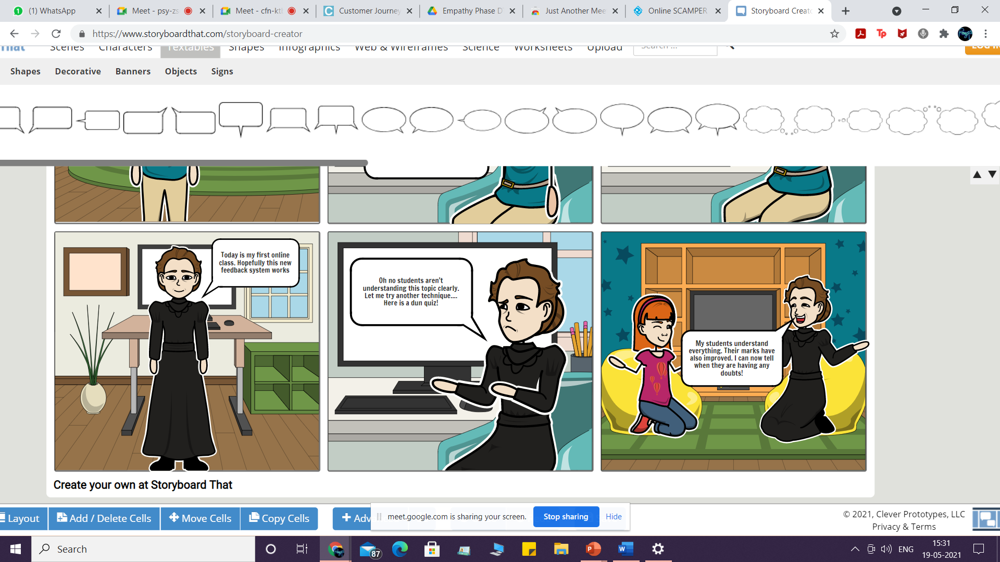 (1) WhatsApp
Meet - psy-zs
Meet - cfn-ktl
Customer Journey
Empathy Phase D
Just Another Mee
Online SCAMPER
Storyboard Creato
https://www.storyboardthat.com/storyboard-creator
That
Scenes
Characters
Textables
Shapes
Infographics
Web & Wireframes
Science
Worksheets
Upload
Search ...
LOG IN
Shapes
Decorative
Banners
Objects
Signs
Today is my first online
class. Hopefully this new
feedback system works
Oh no students aren't
understanding this topic clearly.
Let me try another technique....
Here is a dun quiz!
My students understand
everything. Their marks have
also improved. I can now tell
when they are having any
doubts!
Create your own at Storyboard That
Layout
Add / Delete Cells
Move Cells
Copy Cells
Adv
meet.google.com is sharing your screen.
Stop sharing
Hide
© 2021, Clever Prototypes, LLC
Privacy & Terms
Search
87
ENG
15:31
19-05-2021